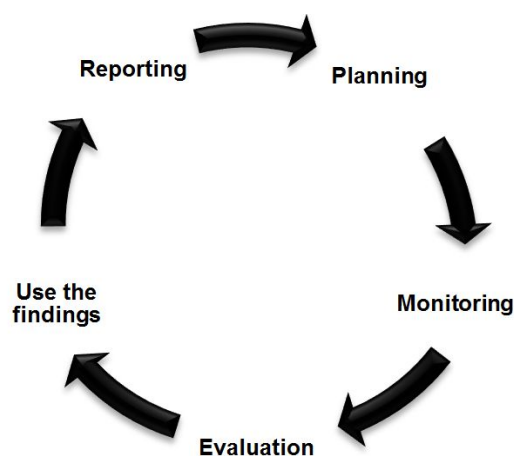 Reporting
Planning
Monitoring
Evaluation
Use the
findings